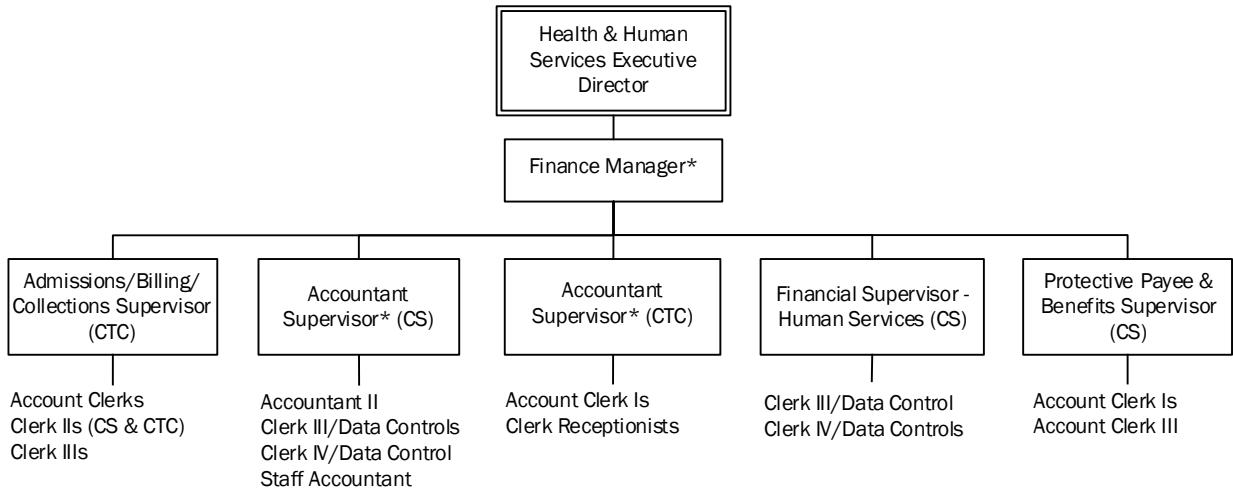 Health & Human
Services Executive
Director
Finance Manager*
Admissions/Billing/
Collections Supervisor
(CTC)
Account Clerks
Clerk IIs (CS & CTC)
Clerk IIIs
Accountant
Supervisor* (CS)
Accountant II
Clerk III/Data Controls
Clerk IV/Data Control
Staff Accountant
Accountant
Supervisor* (CTC)
Account Clerk Is
Clerk Receptionists
Financial Supervisor -
Human Services (CS)
Clerk III/Data Control
Clerk IV/Data Controls
Protective Payee &
Benefits Supervisor
(CS)
Account Clerk Is
Account Clerk III